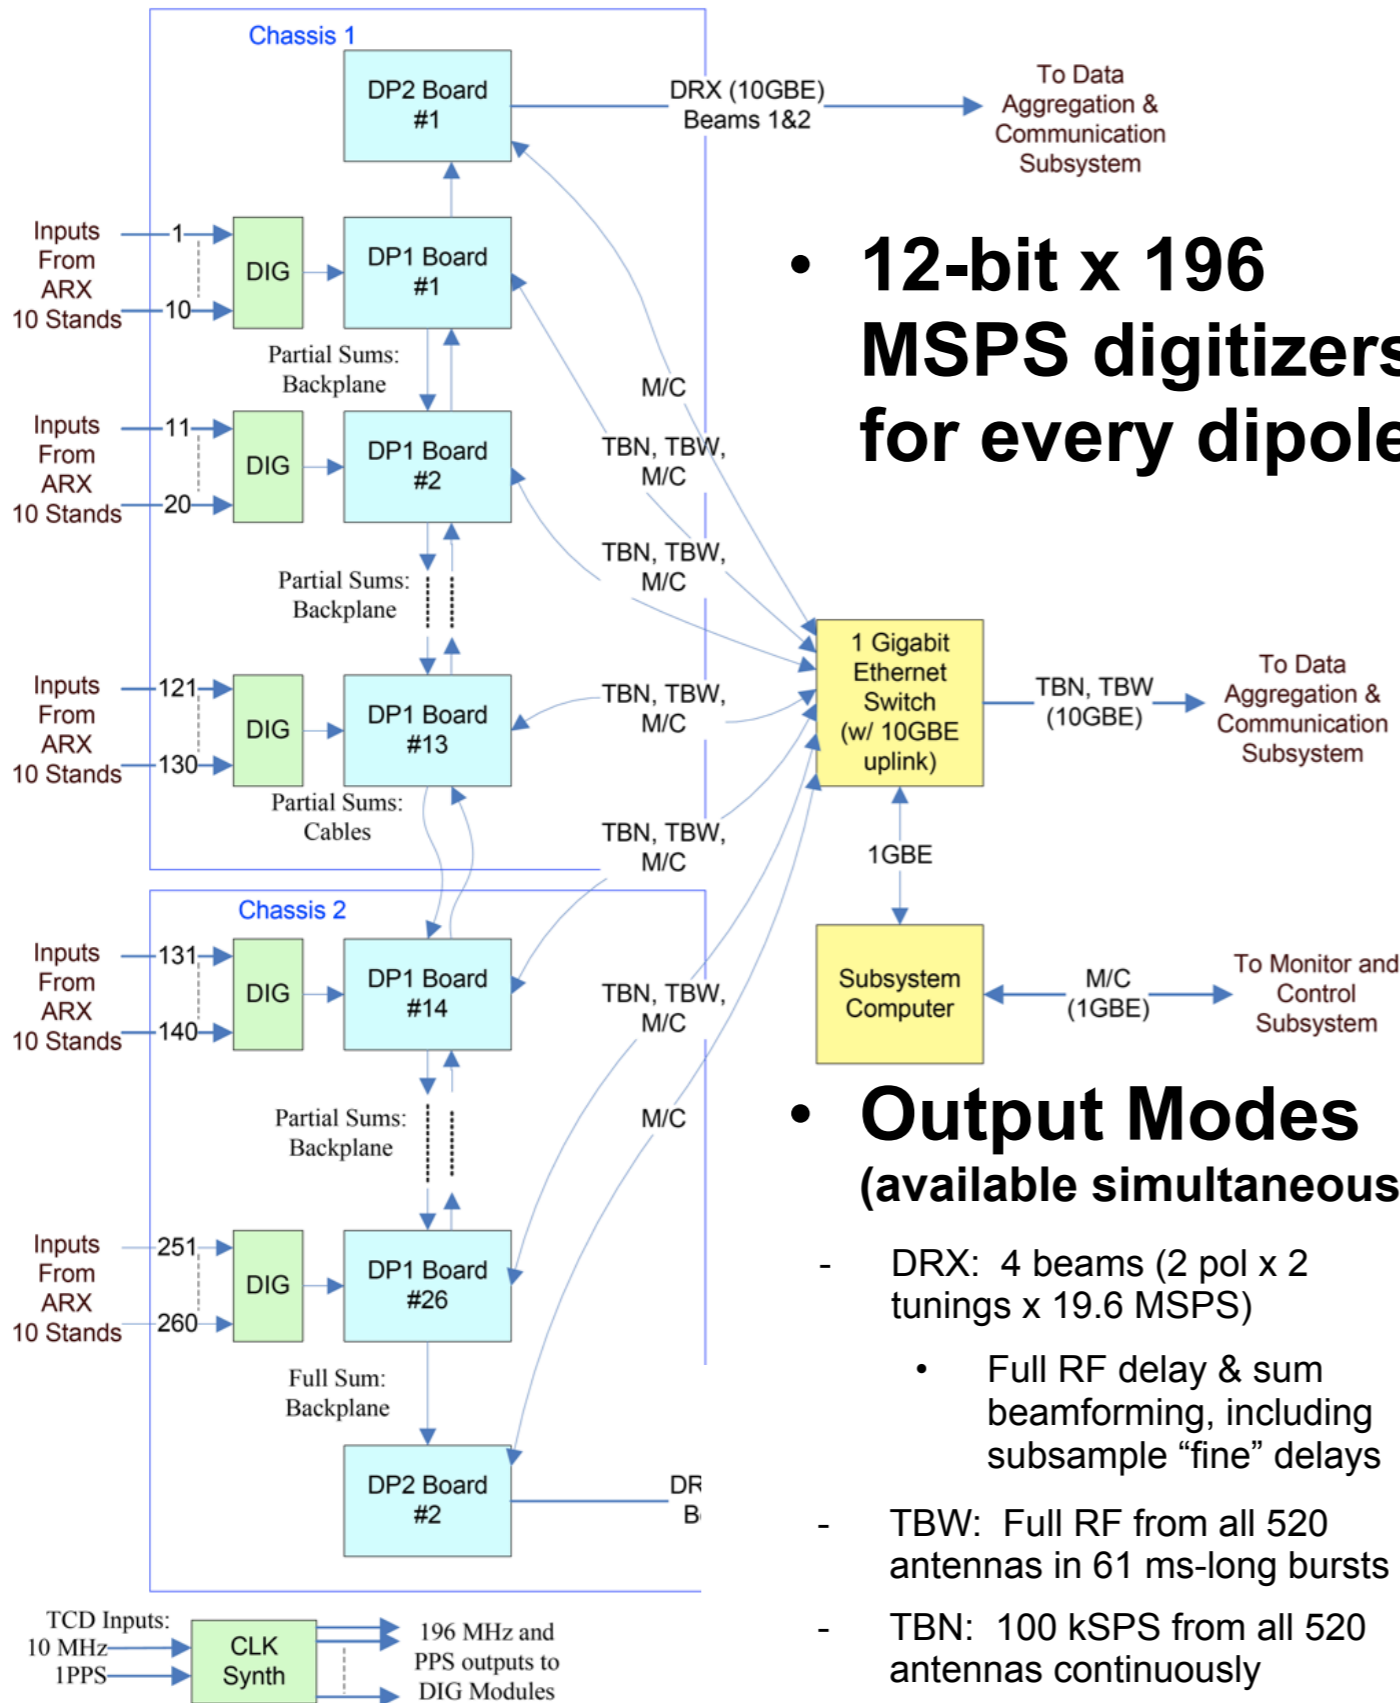 Chassis 1
DP2 Board
#1
DRX (10GBE)
Beams 1&2
To Data
Aggregation &
Communication
Subsystem
Inputs
From
ARX
10 Stands
1
10
DIG
DP1 Board
#1
Partial Sums:
Backplane
Inputs
From
ARX
10 Stands
11
20
DIG
DP1 Board
#2
Partial Sums:
Backplane
Inputs
From
ARX
10 Stands
121
130
DIG
DP1 Board
#13
Partial Sums:
Cables
M/C
TBN, TBW,
M/C
TBN, TBW,
M/C
TBN, TBW,
M/C
TBN, TBW,
M/C
• 12-bit x 196
MSPS digitizers
for every dipole
1 Gigabit
Ethernet
Switch
(w/ 10GBE
uplink)
TBN, TBW
(10GBE)
To Data
Aggregation &
Communication
Subsystem
1GBE
Subsystem
Computer
M/C
(1GBE)
To Monitor and
Control
Subsystem
Chassis 2
Inputs
From
ARX
10 Stands
131
140
DIG
DP1 Board
#14
TBN, TBW,
M/C
Partial Sums:
Backplane
M/C
Inputs
From
ARX
10 Stands
251
260
DIG
DP1 Board
#26
Full Sum:
Backplane
DP2 Board
#2
DR
B
• Output Modes
(available simultaneous
- DRX: 4 beams (2 pol x 2
tunings x 19.6 MSPS)
• Full RF delay & sum
beamforming, including
subsample “fine” delays
- TBW: Full RF from all 520
antennas in 61 ms-long bursts
- TBN: 100 kSPS from all 520
antennas continuously
TCD Inputs:
10 MHz
1PPS
CLK
Synth
196 MHz and
PPS outputs to
DIG Modules